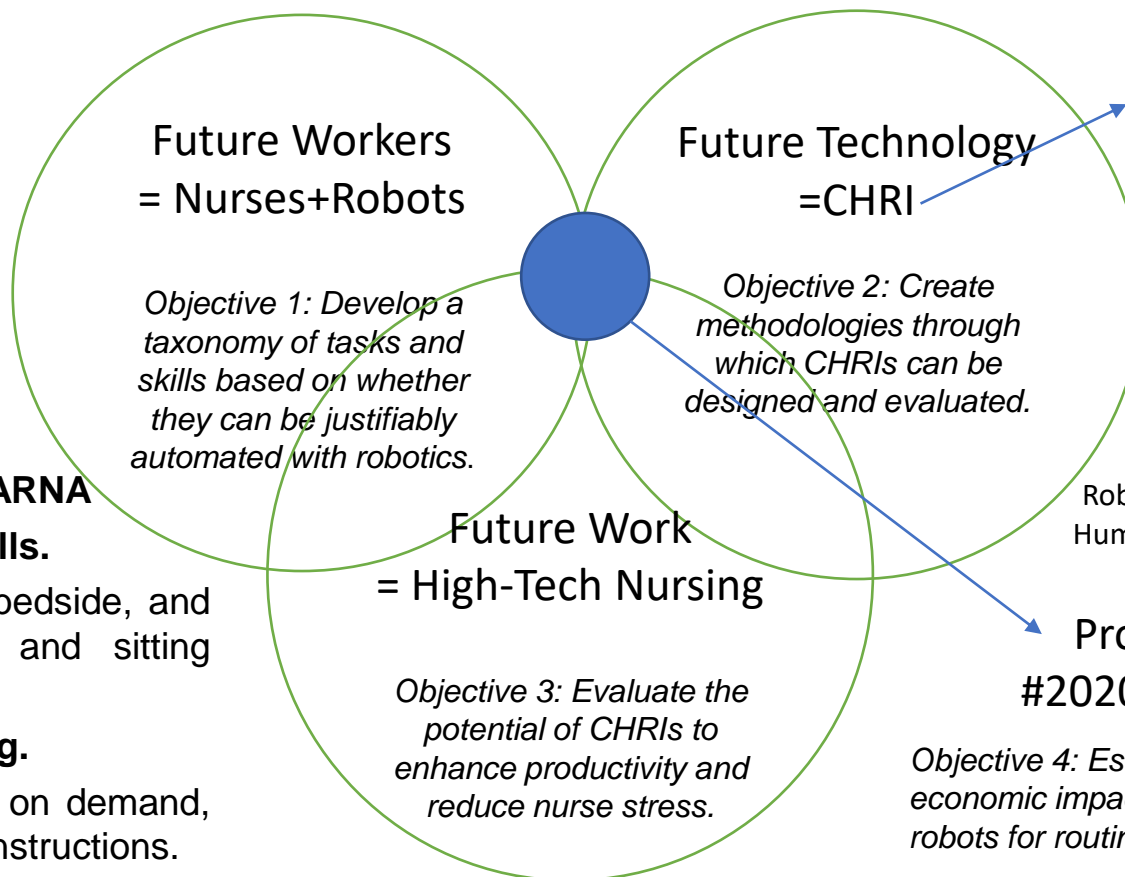 Future Workers
= Nurses+Robots
Objective 1: Develop a
taxonomy of tasks and
skills based on whether
they can be justifiably
automated with robotics.
Future Technology
=CHRI
Objective 2: Create
methodologies through
which CHRIs can be
designed and evaluated.
Future Work
= High-Tech Nursing
Objective 3: Evaluate the
potential of CHRIs to
enhance productivity and
reduce nurse stress.
ARNA
lls.
bedside, and
and sitting
g.
on demand,
nstructions.
Rob
Hum
Pro
#2020
Objective 4: Es
economic impa
robots for routin